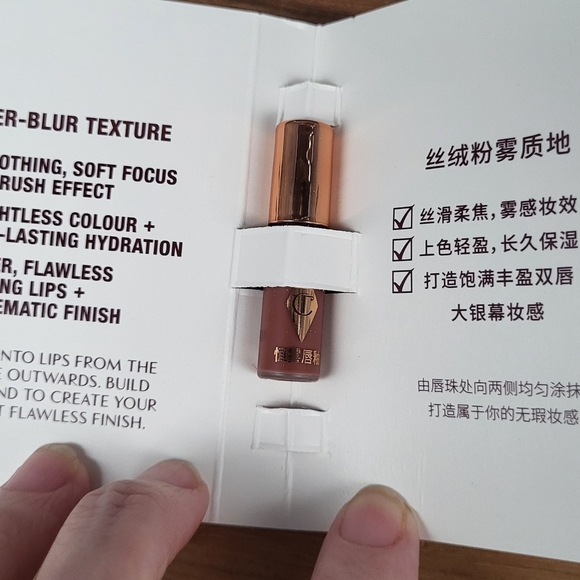 ER-BLUR TEXTURE
OTHING, SOFT FOCUS
RUSH EFFECT
HTLESS COLOUR +
-LASTING HYDRATION
ER, FLAWLESS
NG LIPS +
EMATIC FINISH
NTO LIPS FROM THE
E OUTWARDS. BUILD
ND TO CREATE YOUR
T FLAWLESS FINISH.
C
丝绒粉雾质地
丝滑柔焦,雾感妆效
上色轻盈,长久保湿
打造饱满丰盈双唇
大银幕妆感
由唇珠处向两侧均匀涂抹
打造属于你的无瑕妆感